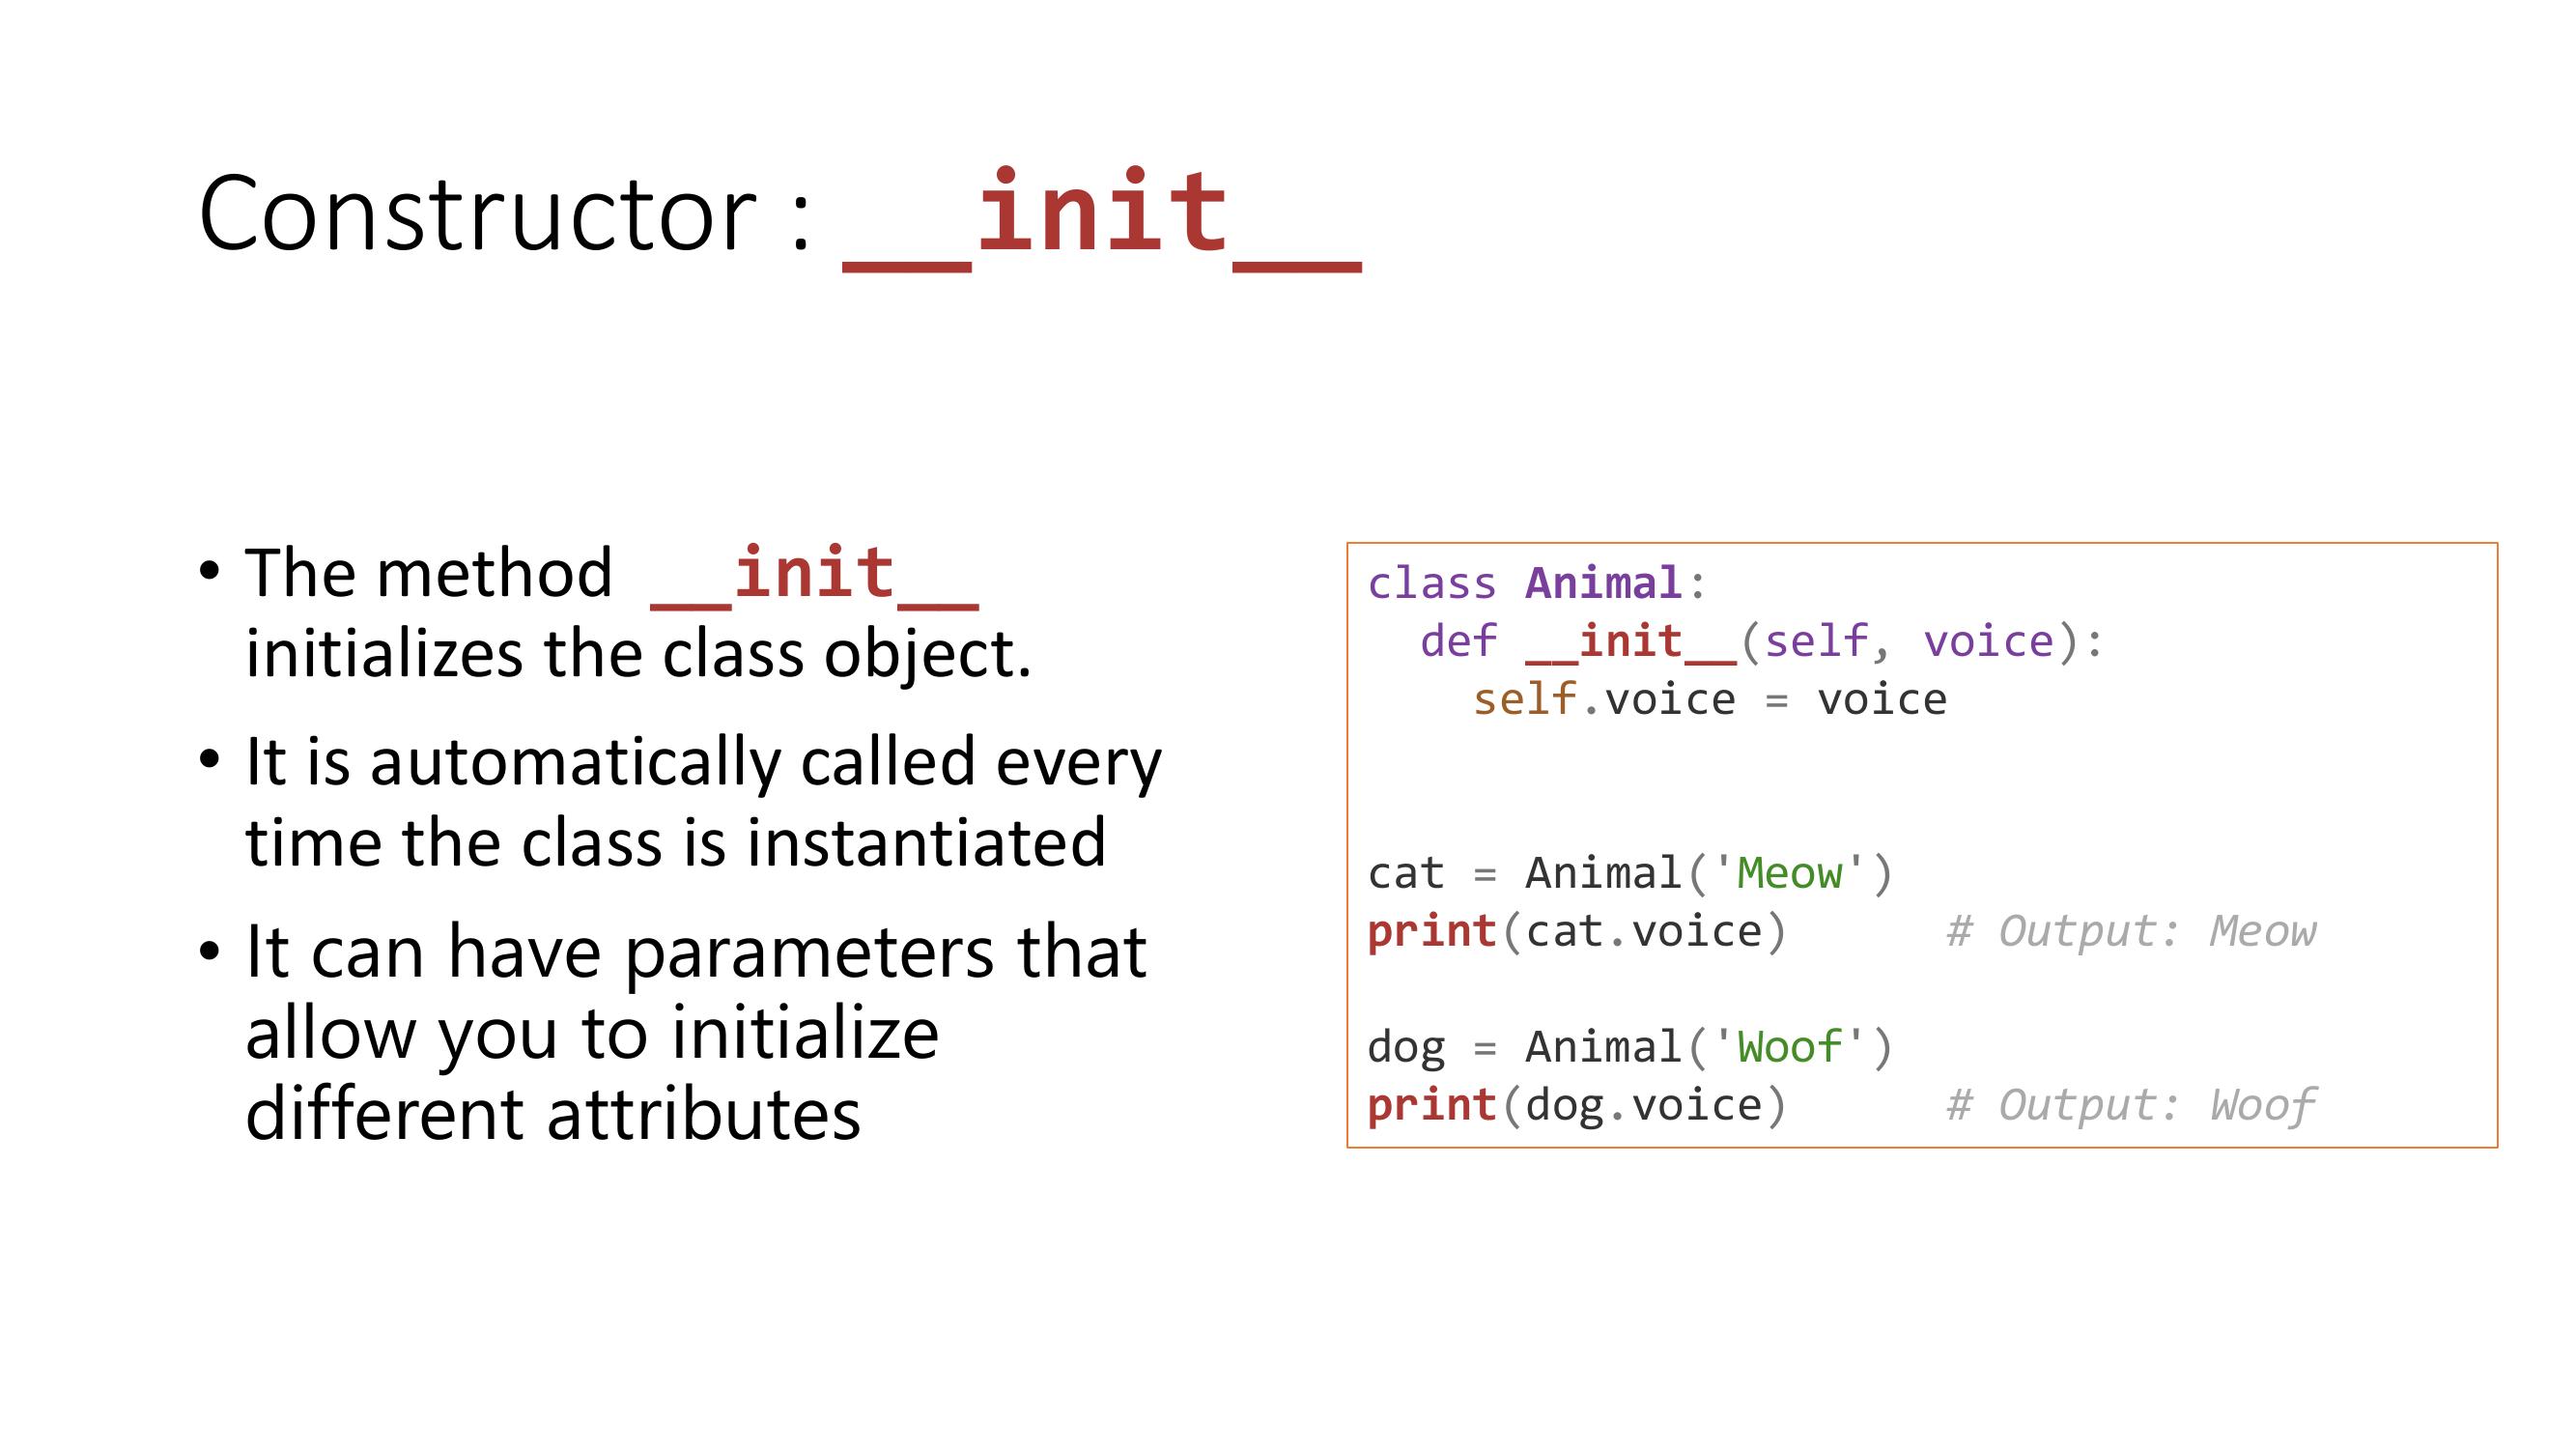 Constructor : __init__
• The method __init__
initializes the class object.
• It is automatically called every
time the class is instantiated
• It can have parameters that
allow you to initialize
different attributes
class Animal:
  def __init__(self, voice):
    self.voice = voice
cat = Animal('Meow')
print(cat.voice)      # Output: Meow
dog = Animal('Woof')
print(dog.voice)      # Output: Woof